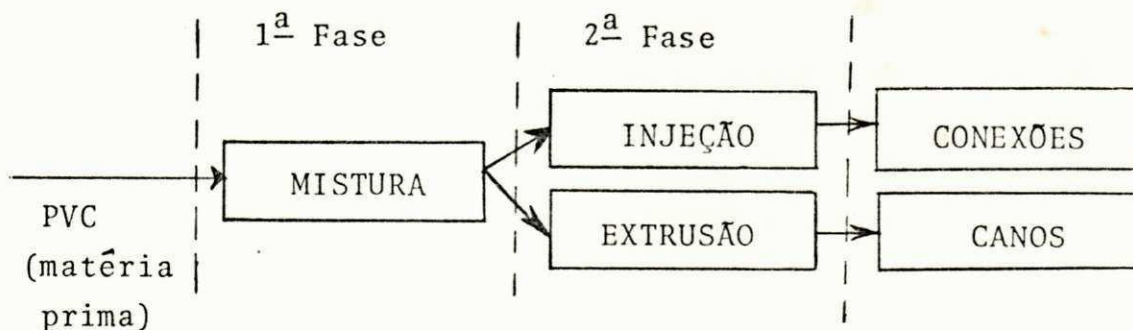 1ª Fase
2ª Fase
MISTURA
INJEÇÃO
CONEXÕES
EXTRUSÃO
CANOS
PVC
(matéria
prima)